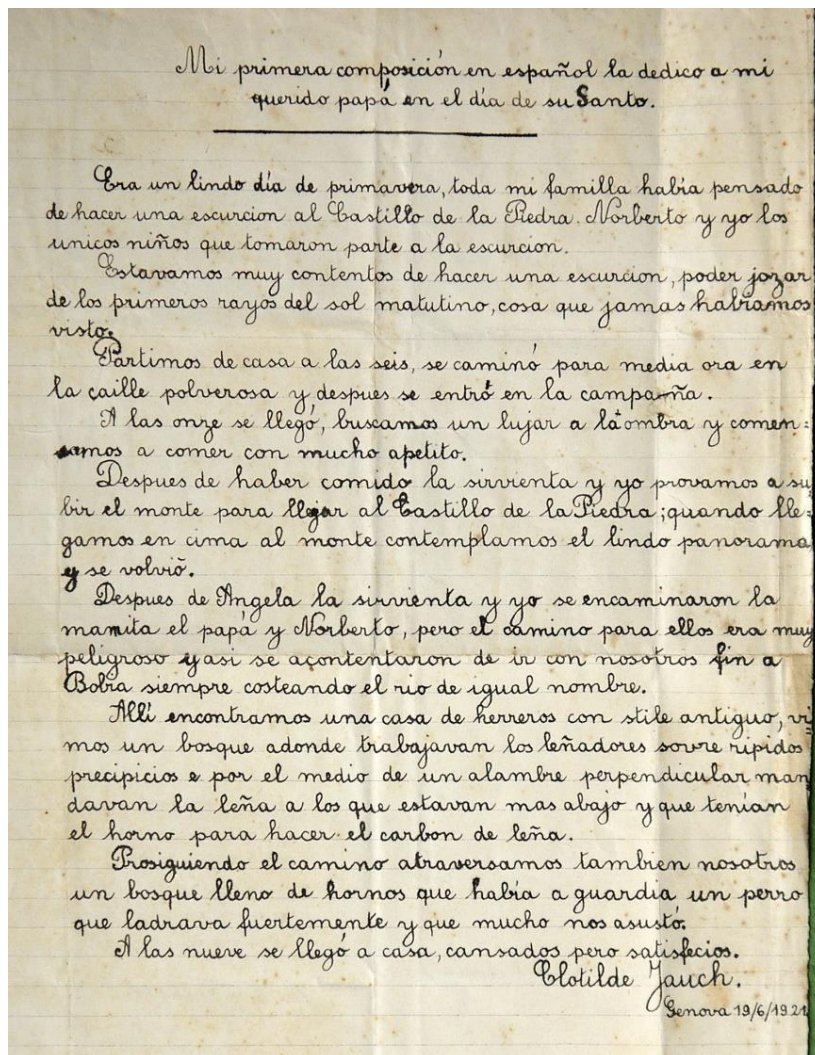 Mi primera composición en español la dedico a mi
querido papá en el día de su Santo.
Era un lindo día de primavera, toda mi familla había pensado
de hacer una escurcion al Castillo de la Piedra. Norberto y yo los
unicos niños que tomaron parte a la escurcion.
Estavamos muy contentos de hacer una escurcion, poder jozar
de los primeros rayos del sol matutino, cosa que jamas habiamos
visto.
Partimos de casa a las seis, se caminó para media ora en
la caille polverosa y despues se entró en la campaña.
A las onze se llegó, buscamos un lujar a la ombra y comen=
samos a comer con mucho apetito.
Despues de haber comido la sirvienta y yo provamos a su
bir el monte para llegar al Castillo de la Piedra; quando lle=
gamos en cima al monte contemplamos el lindo panorama
y se volviô.
Despues de Angela la sirvienta y yo se encaminaron la
mamita el papá y Norberto, pero el camino para ellos era muy
peligroso y asi se acontentaron de ir con nosotros fin a
Bobra siempre costeando el rio de igual nombre.
Allí encontramos una casa de herreros con stile antiguo, vi=
mos un bosque adonde trabajavan los leñadores sovre ripidos
precipicios e por el medio de un alambre perpendicular man
davan la leña a los que estavan mas abajo y que tenían
el horno para hacer el carbon de leña.
Prosiguiendo el camino atraversamos tambien nosotros
un bosque lleno de hornos que había a guardia un perro
que ladrava fuertemente y que mucho nos asustó.
A las nueve se llegó a casa, cansados pero satisfecios.
Clotilde Jauch.
Genova 19/6/1921